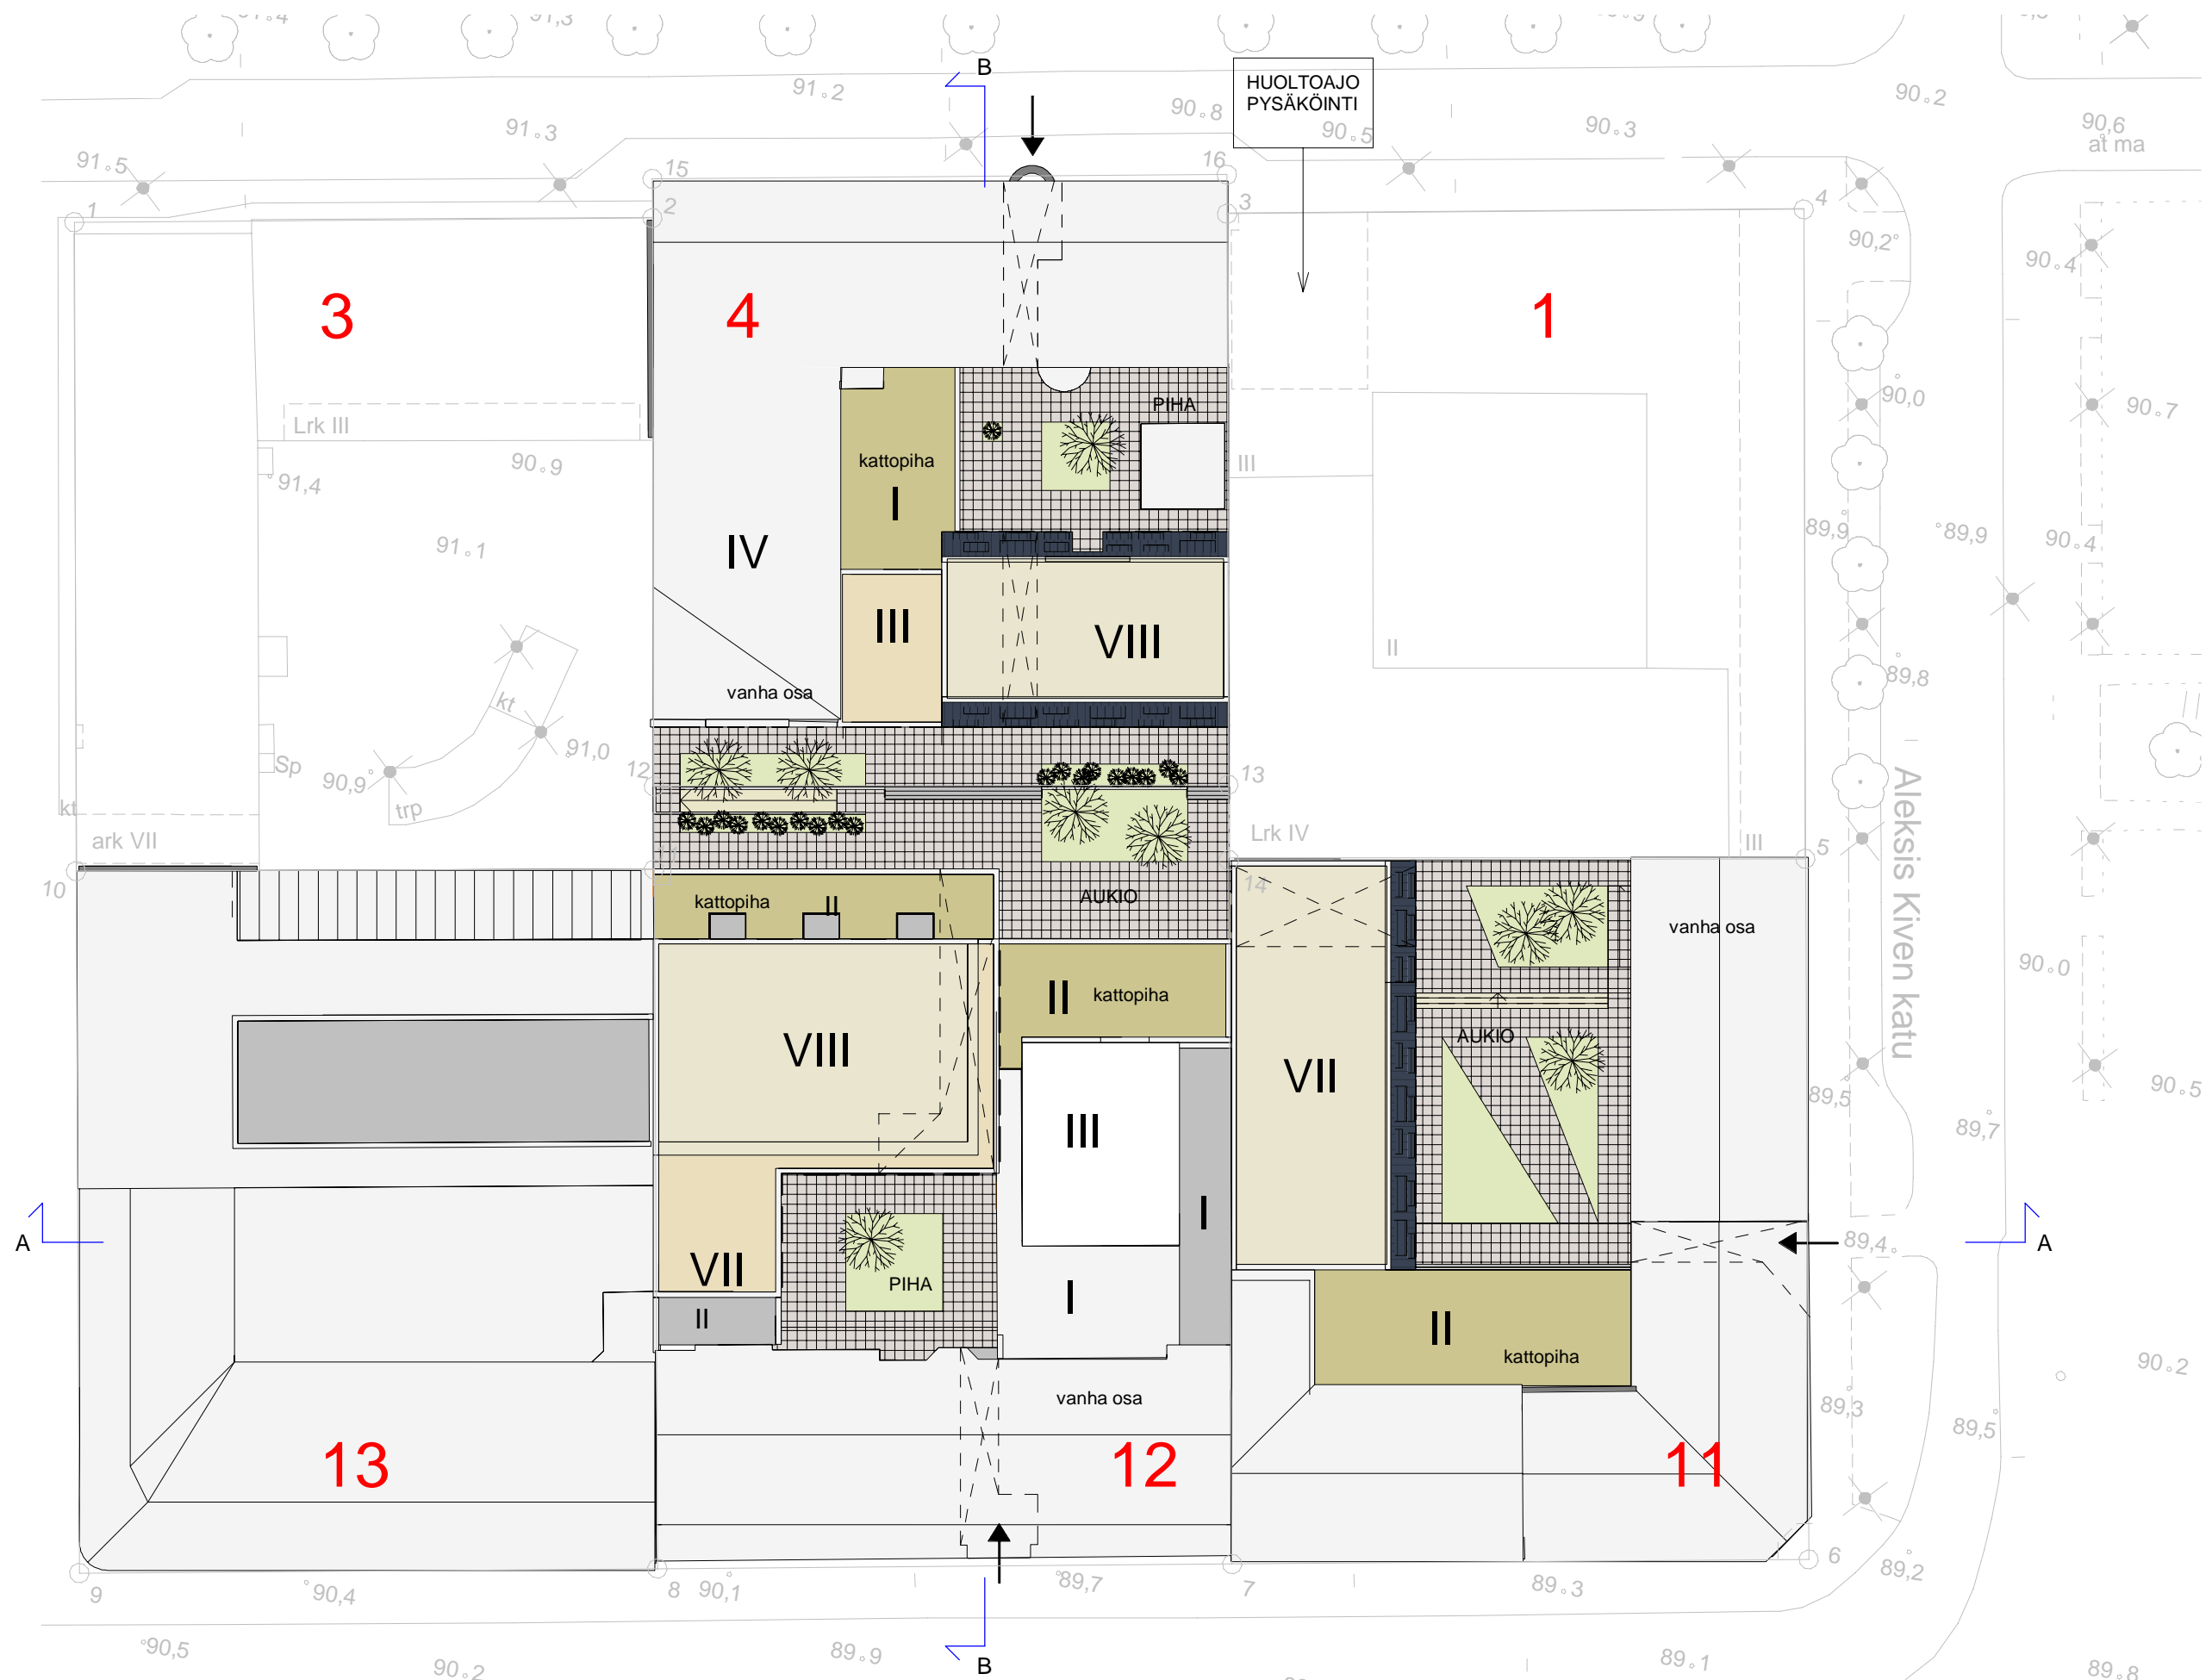 91.2
B
HUOLTOAJO
PYSÄKÖINTI
90.8
90.5
90.3
90.2
90,6
at ma
91.3
91.5
15
16
1
2
3
4
90,2
90.4
3
4
1
Lrk III
90.9
91,4
PIHA
90,0
90.7
kattopiha
I
III
91.1
IV
89,9
89,9
90.4
III
VIII
II
vanha osa
89,8
kt
91,0
Sp
90,9
12
13
trp
kt
ark VII
Lrk IV
III
5
Aleksis Kiven katu
10
11
14
kattopiha
II
AUKIO
vanha osa
90.0
II
kattopiha
VIII
AUKIO
VII
89,5
90.5
III
89,7
I
A
A
89,4
VII
PIHA
I
II
II
kattopiha
90.2
vanha osa
89,3
89,5
13
12
11
9
90,4
8
90,1
89,7
7
89.3
6
89,2
90,5
90.2
89.9
B
89.1
89.8